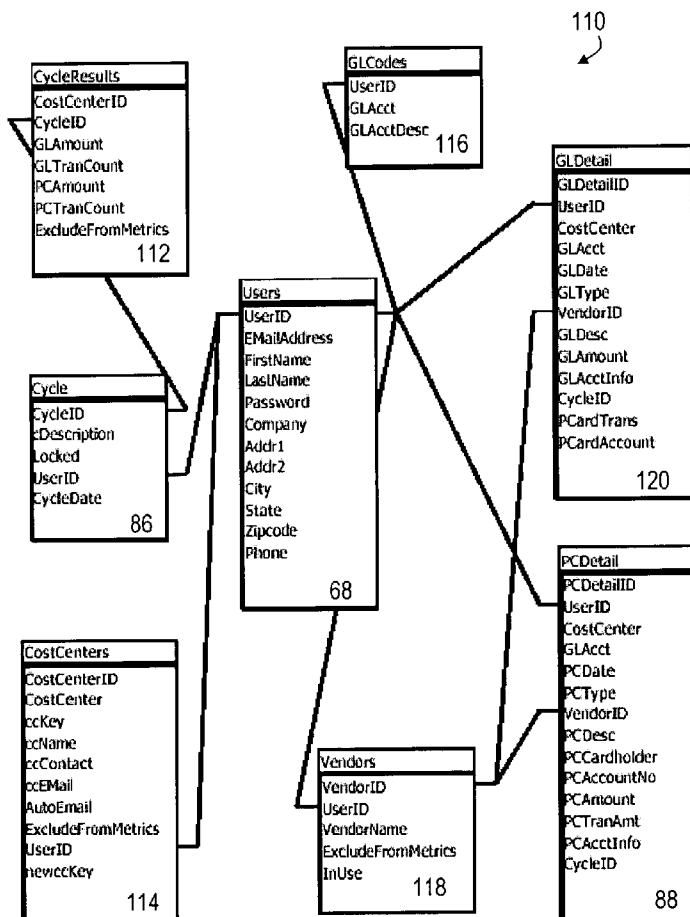 110
CycleResults
CostCenterID
CycleID
GLAmount
GLTranCount
PCAmount
PCTranCount
ExcludeFromMetrics
112
GLCodes
UserID
GLAcct
GLAcctDesc
116
GLDetail
GLDetailID
UserID
CostCenter
GLAcct
GLDate
GLType
VendorID
GLDesc
GLAmount
GLAcctInfo
CycleID
PCardTrans
PCardAccount
120
Users
UserID
EMailAddress
FirstName
LastName
Password
Company
Addr1
Addr2
City
State
Zipcode
Phone
68
Cycle
CycleID
cDescription
Locked
UserID
CycleDate
86
PCDetail
PCDetailID
UserID
CostCenter
GLAcct
PCDate
PCType
VendorID
PCDesc
PCCardholder
PCAccountNo
PCAmount
PCTranAmt
PCAcctInfo
CycleID
88
CostCenters
CostCenterID
CostCenter
ccKey
ccName
ccContact
ccEMail
AutoEmail
ExcludeFromMetrics
UserID
newccKey
114
Vendors
VendorID
UserID
VendorName
ExcludeFromMetrics
InUse
118